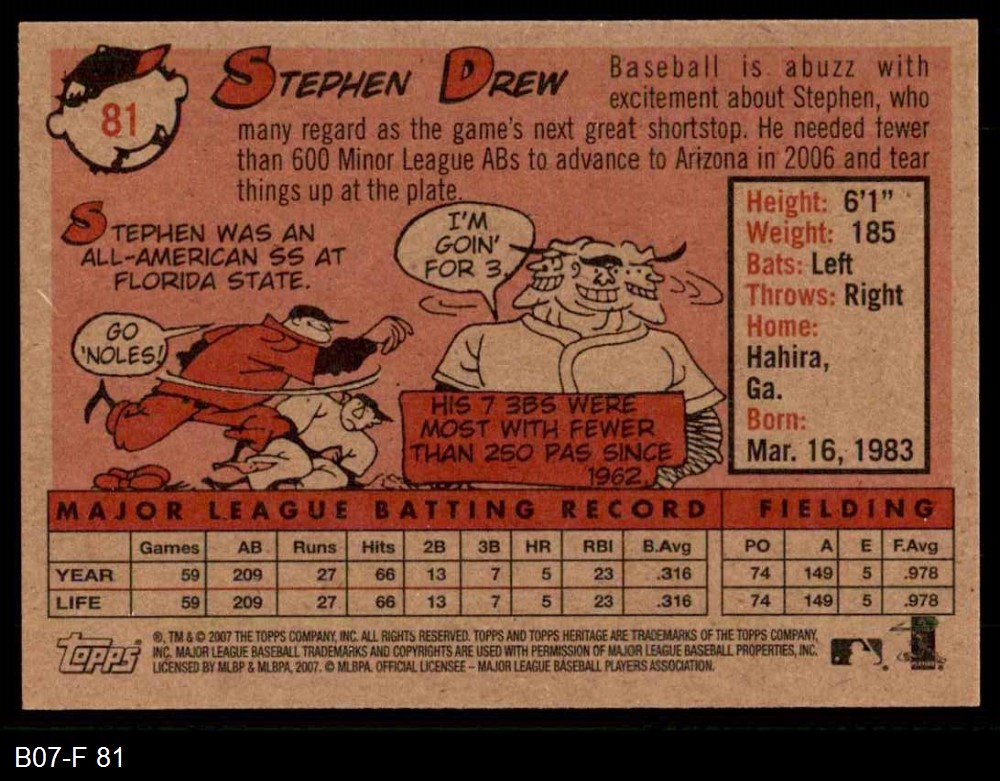 81
STEPHEN DREW
Baseball is abuzz with
excitement about Stephen, who
many regard as the game's next great shortstop. He needed fewer
than 600 Minor League ABs to advance to Arizona in 2006 and tear
things up at the plate.
STEPHEN WAS AN
ALL-AMERICAN SS AT
FLORIDA STATE.
GO
'NOLES!
I'M
GOIN'
FOR 3.
HIS 7 3BS WERE
MOST WITH FEWER
THAN 250 PAS SINCE
1962.
Height: 6'1"
Weight: 185
Bats: Left
Throws: Right
Home:
Hahira,
Ga.
Born:
Mar. 16, 1983
MAJOR LEAGUE BATTING RECORD FIELDING
Games AB Runs Hits 2B 3B HR RBI B.Avg PO A E F.Avg
YEAR 59 209 27 66 13 7 5 23 .316 74 149 5 .978
LIFE 59 209 27 66 13 7 5 23 .316 74 149 5 .978
Topps
®, TM & © 2007 THE TOPPS COMPANY, INC. ALL RIGHTS RESERVED. TOPPS AND TOPPS HERITAGE ARE TRADEMARKS OF THE TOPPS COMPANY,
INC. MAJOR LEAGUE BASEBALL TRADEMARKS AND COPYRIGHTS ARE USED WITH PERMISSION OF MAJOR LEAGUE BASEBALL PROPERTIES, INC.
LICENSED BY MLBP & MLBPA, 2007. © MLBPA. OFFICIAL LICENSEE – MAJOR LEAGUE BASEBALL PLAYERS ASSOCIATION.
B07-F 81